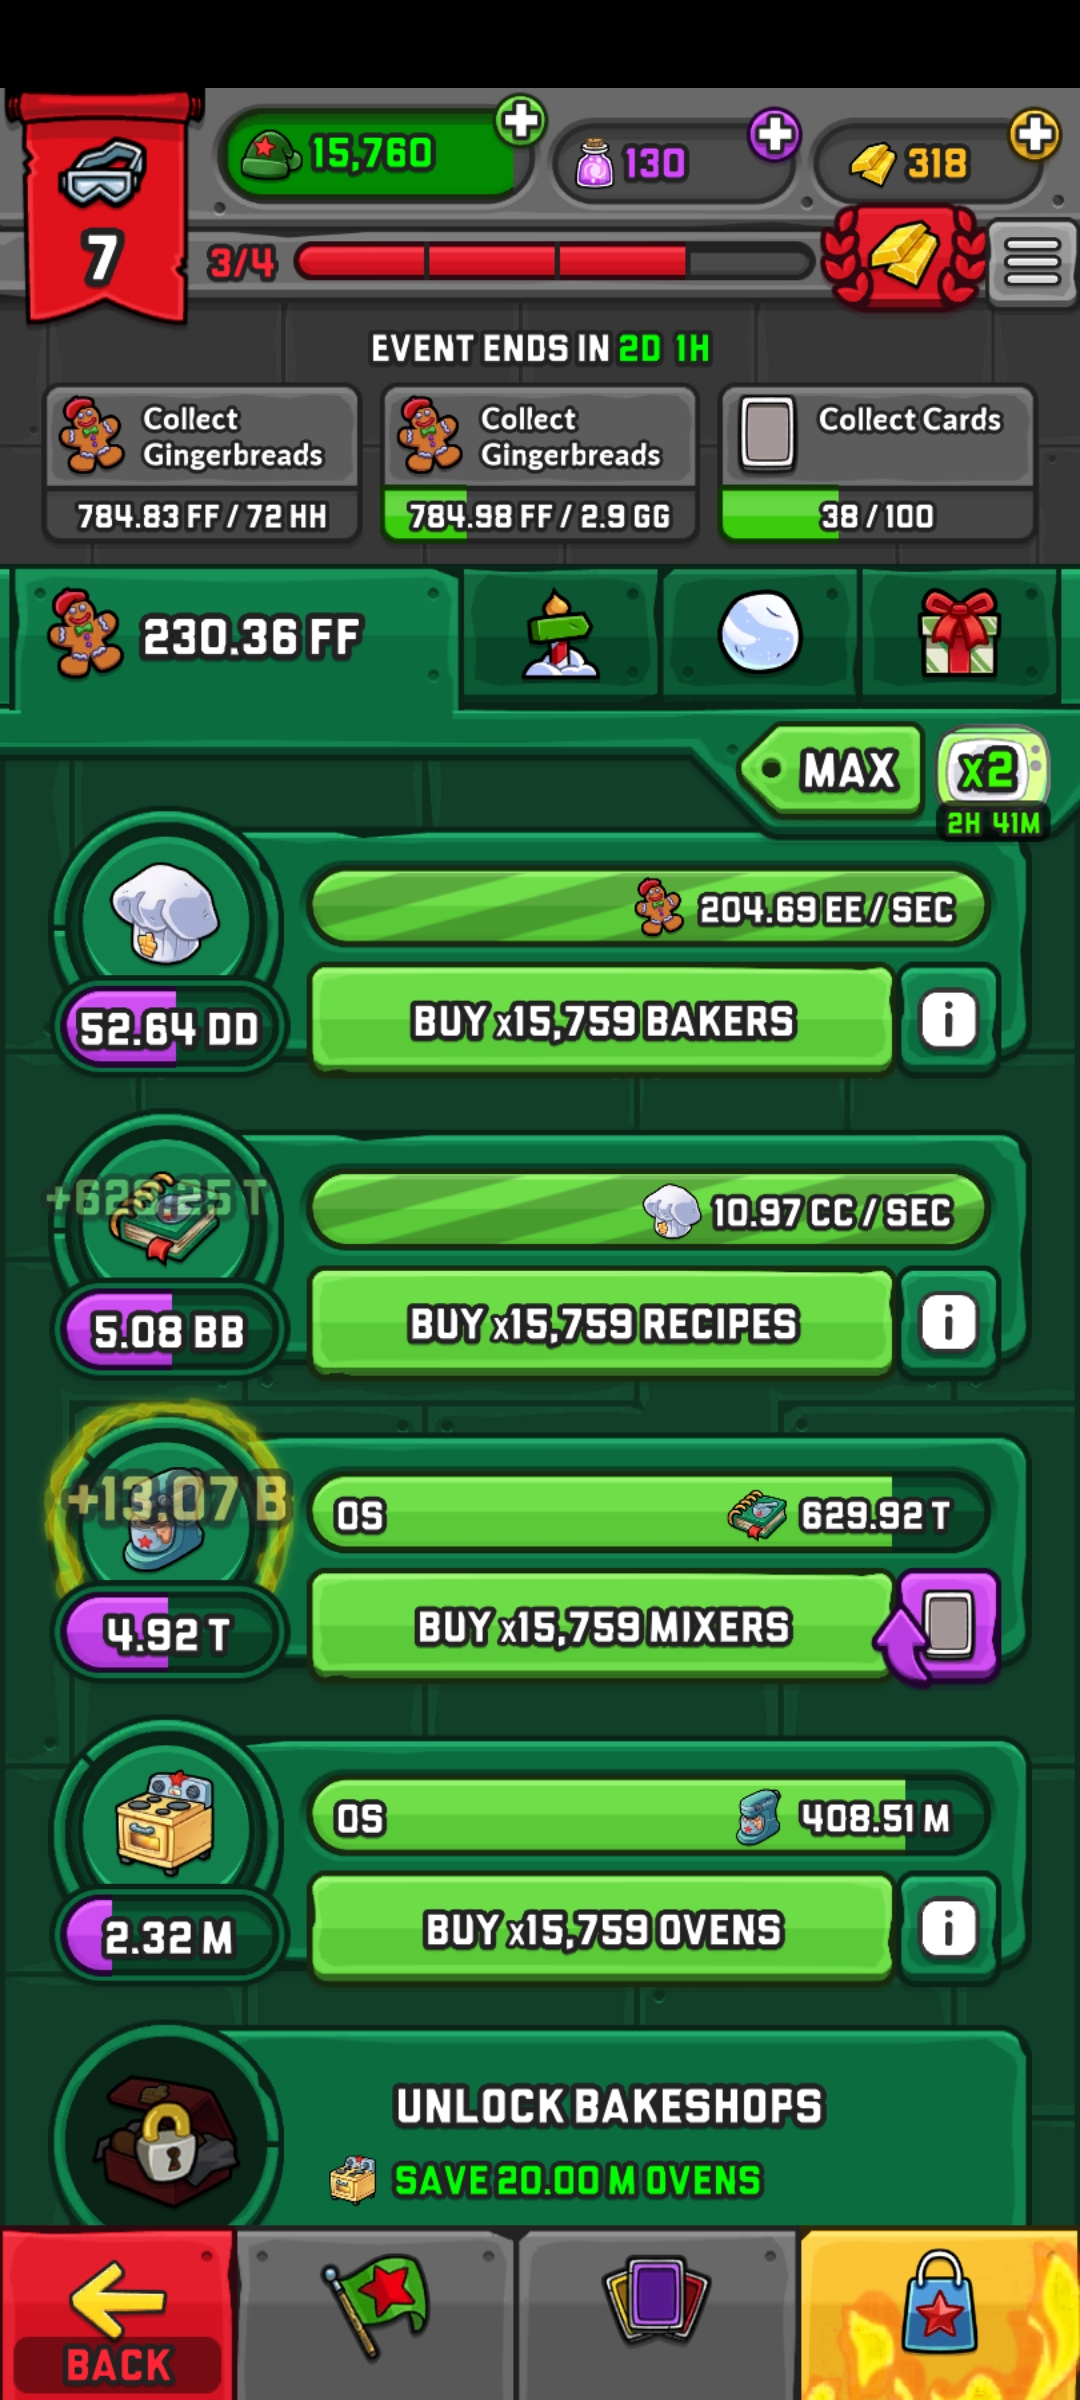 15,760
130
318
7
3/4
EVENT ENDS IN 2D 1H
Collect
Gingerbreads
784.83 FF / 72 HH
Collect
Gingerbreads
784.98 FF / 2.9 GG
Collect Cards
38 / 100
230.36 FF
MAX
x2
2H 41M
204.69 EE / SEC
52.64 DD
BUY x15,759 BAKERS
i
+629.25 T
10.97 CC / SEC
5.08 BB
BUY x15,759 RECIPES
i
+13.07 B
0S
629.92 T
4.92 T
BUY x15,759 MIXERS
0S
408.51 M
2.32 M
BUY x15,759 OVENS
i
UNLOCK BAKESHOPS
SAVE 20.00 M OVENS
BACK